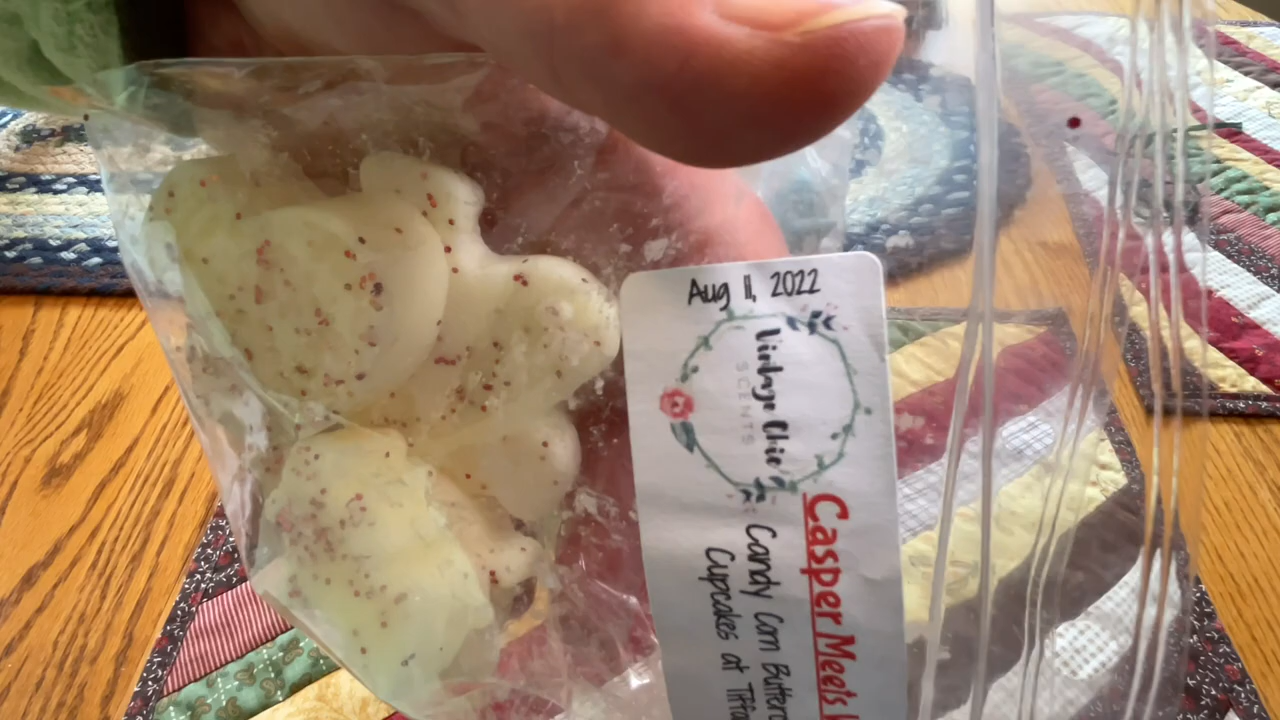 Aug 11, 2022
Vintage Chic
SCENTS
Casper Meets
Candy Corn
Cupcakes at